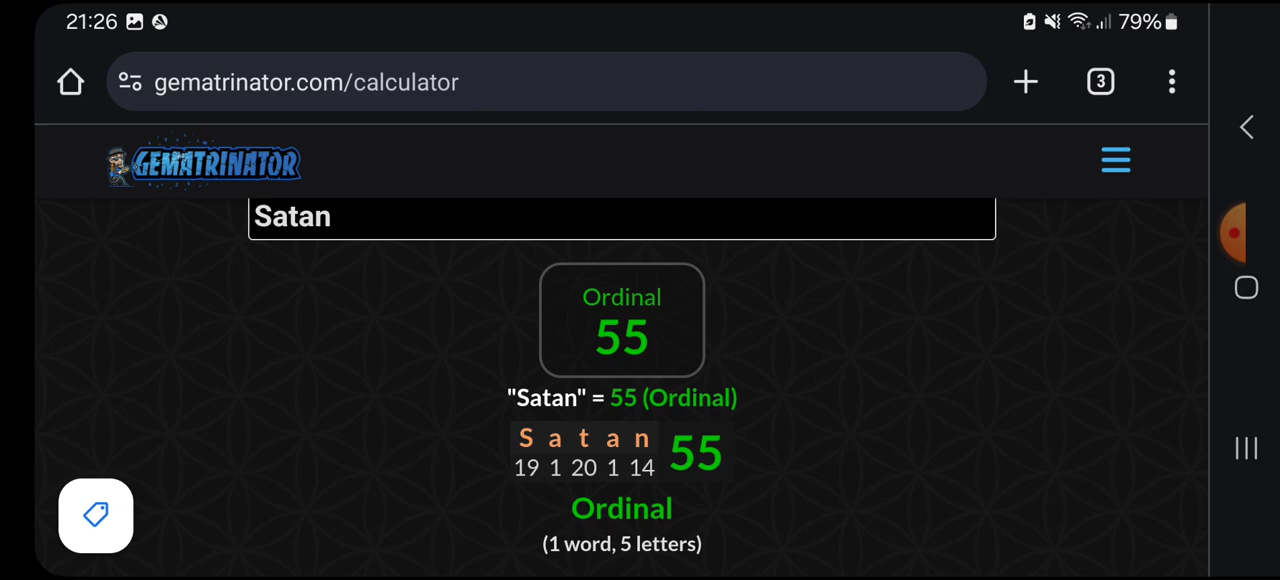 21:26 79%
gematrinator.com/calculator 3
GEMATRINATOR
Satan
Ordinal
55
"Satan" = 55 (Ordinal)
S a t a n 55
19 1 20 1 14
Ordinal
(1 word, 5 letters)